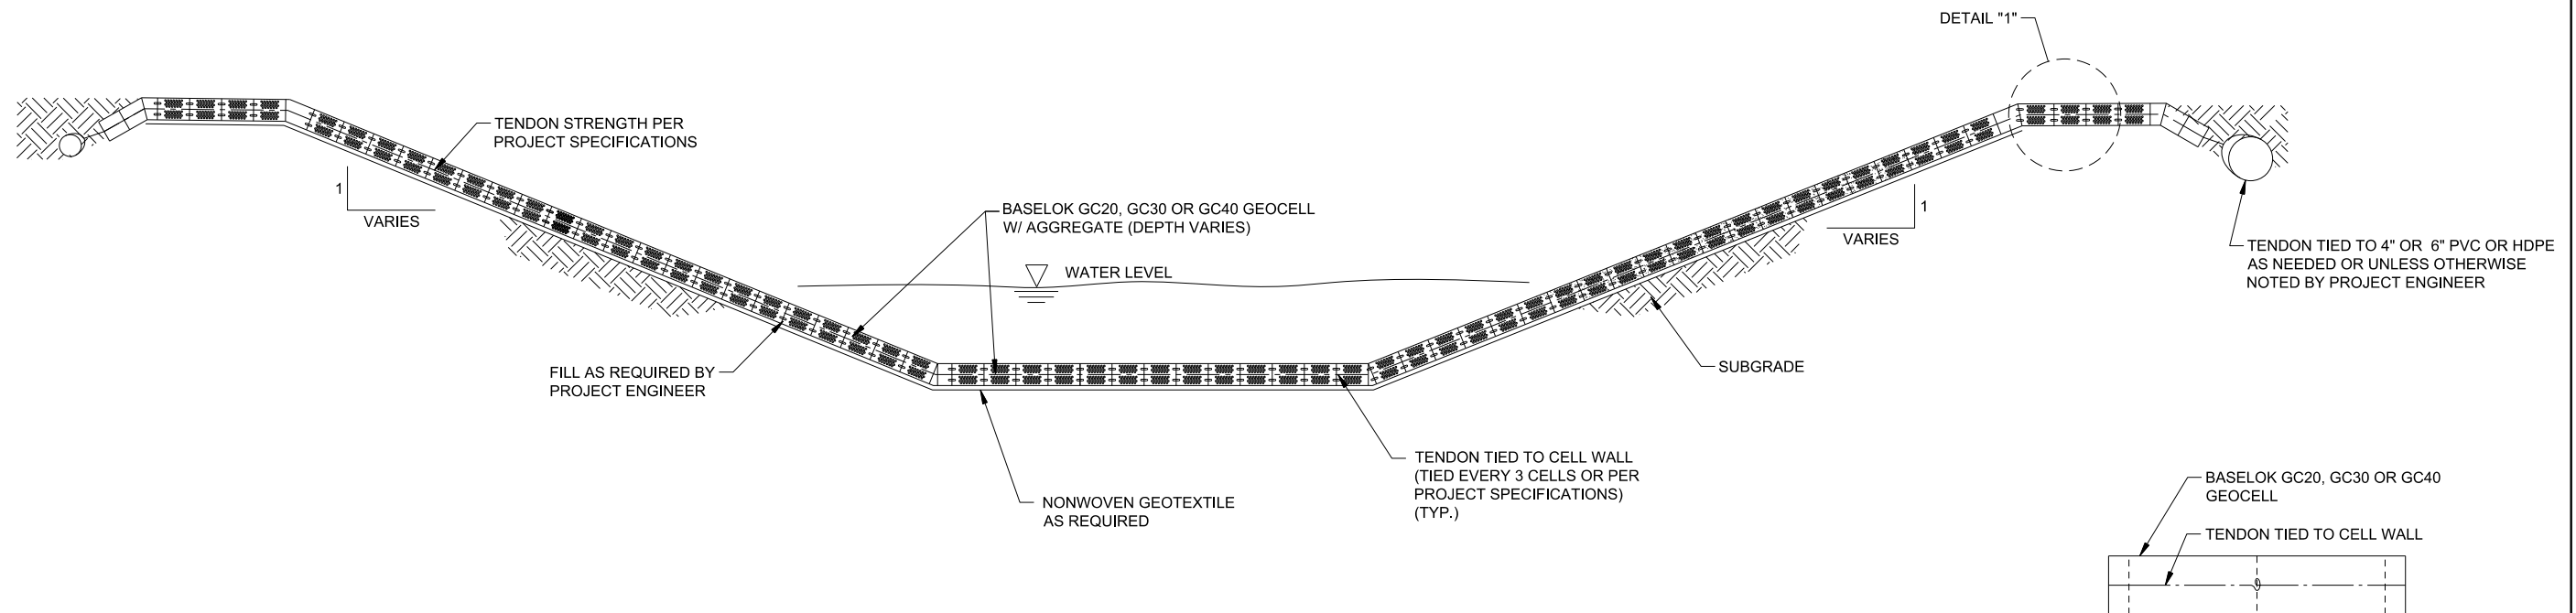 DETAIL "1"
TENDON STRENGTH PER
PROJECT SPECIFICATIONS
1
VARIES
BASELOK GC20, GC30 OR GC40 GEOCELL
W/ AGGREGATE (DEPTH VARIES)
WATER LEVEL
1
VARIES
TENDON TIED TO 4" OR 6" PVC OR HDPE
AS NEEDED OR UNLESS OTHERWISE
NOTED BY PROJECT ENGINEER
FILL AS REQUIRED BY
PROJECT ENGINEER
SUBGRADE
NONWOVEN GEOTEXTILE
AS REQUIRED
TENDON TIED TO CELL WALL
(TIED EVERY 3 CELLS OR PER
PROJECT SPECIFICATIONS)
(TYP.)
BASELOK GC20, GC30 OR GC40
GEOCELL
TENDON TIED TO CELL WALL